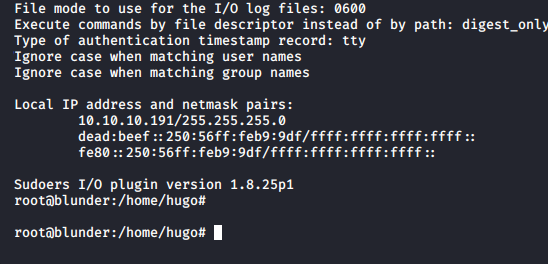 File mode to use for the I/O log files: 0600
Execute commands by file descriptor instead of by path: digest_only
Type of authentication timestamp record: tty
Ignore case when matching user names
Ignore case when matching group names
Local IP address and netmask pairs:
10.10.10.191/255.255.255.0
dead:beef::250:56ff:feb9:9df/ffff:ffff:ffff:ffff::
fe80::250:56ff:feb9:9df/ffff:ffff:ffff:ffff::
Sudoers I/O plugin version 1.8.25p1
root@blunder:/home/hugo#
root@blunder:/home/hugo#